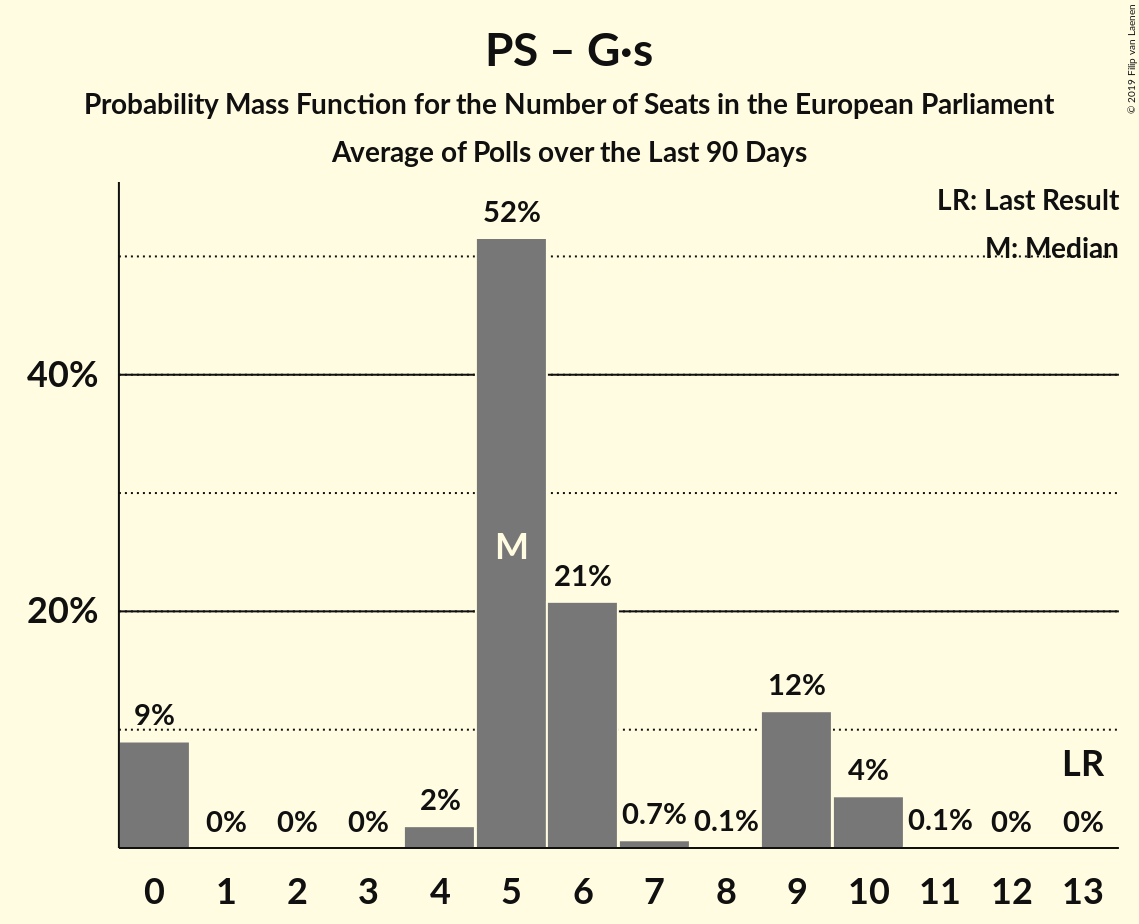 PS – G·s
Probability Mass Function for the Number of Seats in the European Parliament
Average of Polls over the Last 90 Days
© 2019 Filip van Laenen
LR: Last Result
M: Median
52%
40%
M
21%
20%
12%
9%
LR
4%
2%
0.7%
0.1%
0.1%
0%
0%
0%
0%
0%
0 1 2 3 4 5 6 7 8 9 10 11 12 13